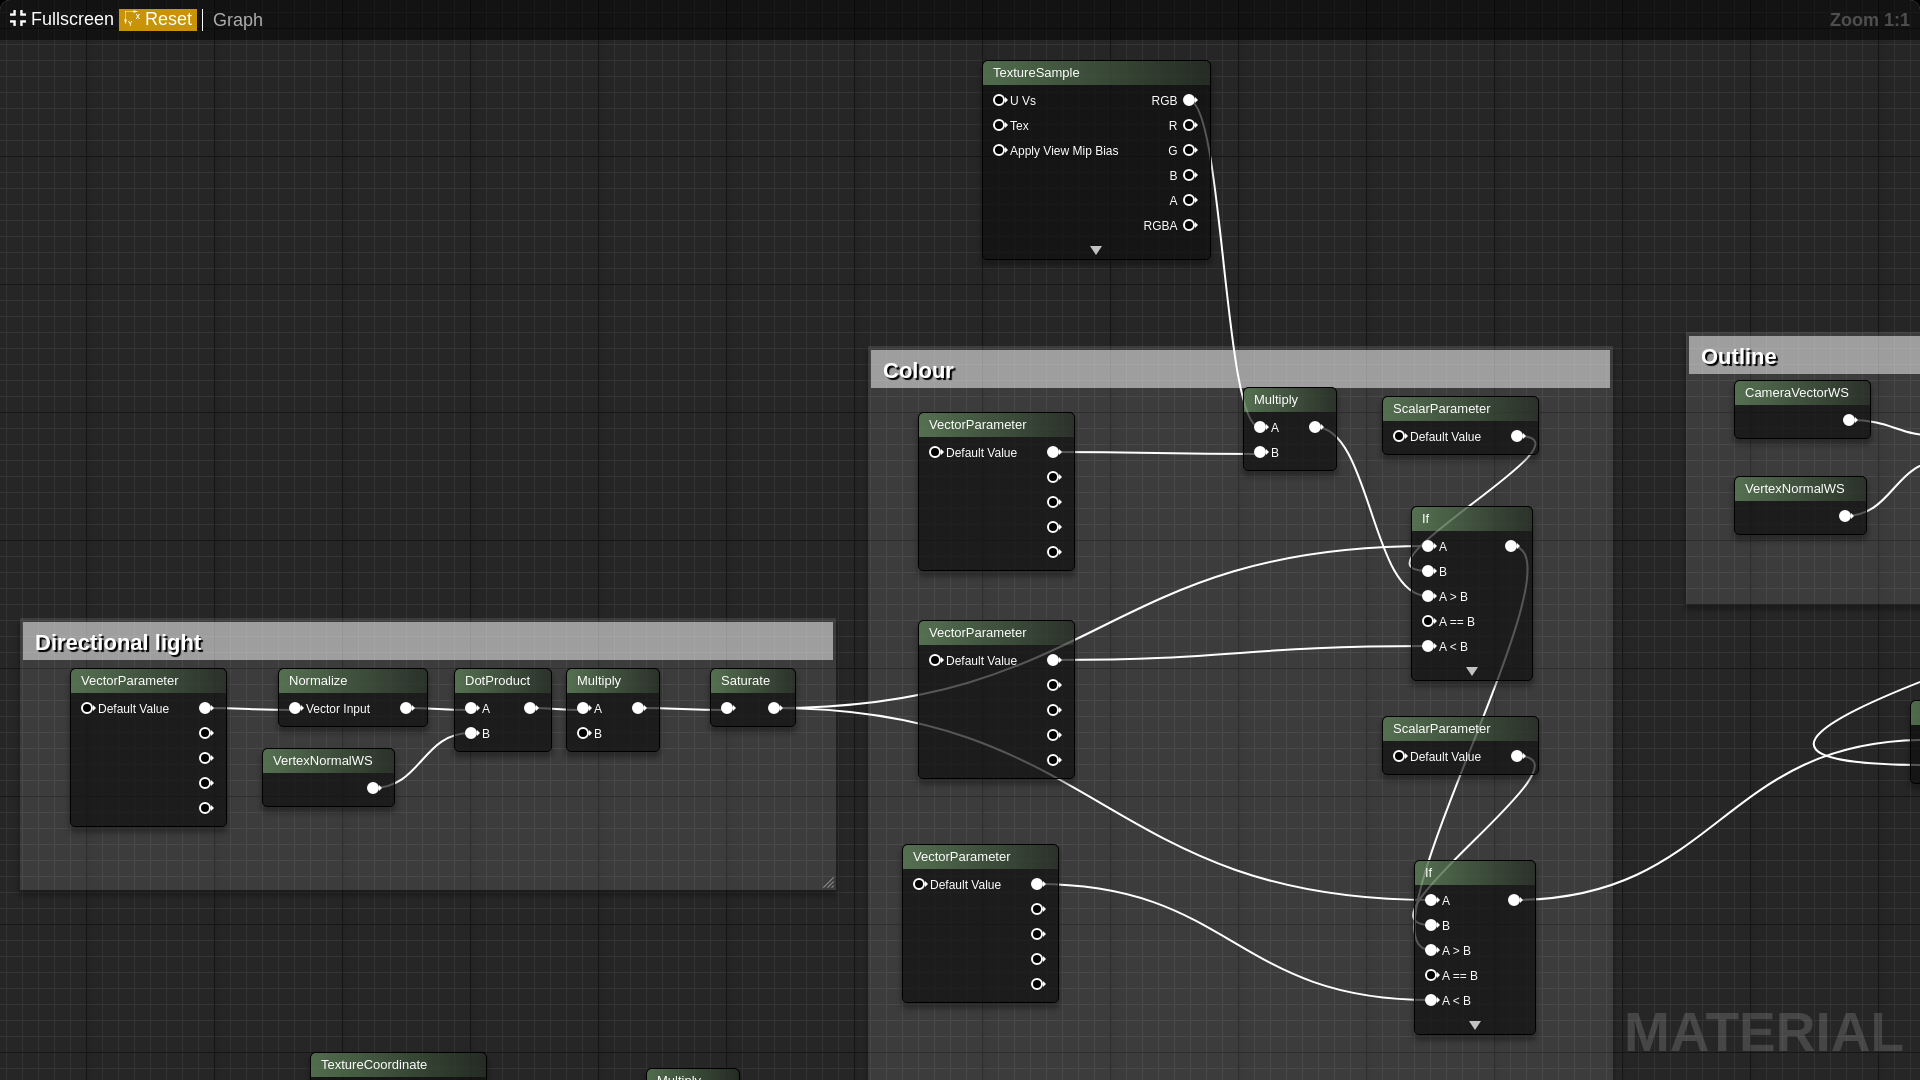 Fullscreen Reset Graph
Zoom 1:1
TextureSample
U Vs RGB
Tex R
Apply View Mip Bias G
B
A
RGBA
Colour
Outline
Multiply
A
B
VectorParameter
Default Value
ScalarParameter
Default Value
CameraVectorWS
VertexNormalWS
If
A
B
A > B
A == B
A < B
VectorParameter
Default Value
Directional light
VectorParameter
Default Value
Normalize
Vector Input
DotProduct
A
B
Multiply
A
B
Saturate
VertexNormalWS
ScalarParameter
Default Value
VectorParameter
Default Value
If
A
B
A > B
A == B
A < B
MATERIAL
TextureCoordinate
Multiply